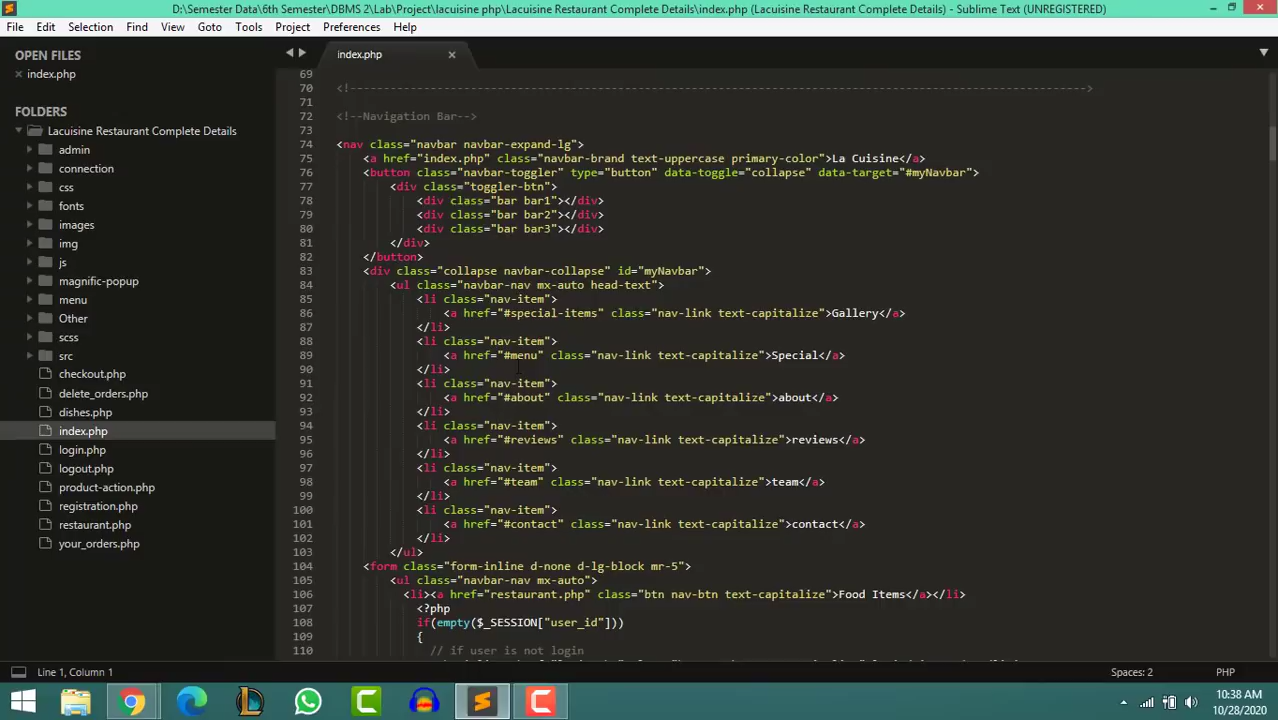 D:\Semester Data\6th Semester\DBMS 2\Lab\Project\lacuisine php\Lacuisine Restaurant Complete Details\index.php (Lacuisine Restaurant Complete Details) - Sublime Text (UNREGISTERED)
File Edit Selection Find View Goto Tools Project Preferences Help
OPEN FILES
index.php
FOLDERS
Lacuisine Restaurant Complete Details
admin
connection
css
fonts
images
img
js
magnific-popup
menu
Other
scss
src
checkout.php
delete_orders.php
dishes.php
index.php
login.php
logout.php
product-action.php
registration.php
restaurant.php
your_orders.php
index.php
69
70 <!-------------------------------------------------------------------------------------------------------------->
71
72 <!--Navigation Bar-->
73
74 <nav class="navbar navbar-expand-lg">
75 <a href="index.php" class="navbar-brand text-uppercase primary-color">La Cuisine</a>
76 <button class="navbar-toggler" type="button" data-toggle="collapse" data-target="#myNavbar">
77 <div class="toggler-btn">
78 <div class="bar bar1"></div>
79 <div class="bar bar2"></div>
80 <div class="bar bar3"></div>
81 </div>
82 </button>
83 <div class="collapse navbar-collapse" id="myNavbar">
84 <ul class="navbar-nav mx-auto head-text">
85 <li class="nav-item">
86 <a href="#special-items" class="nav-link text-capitalize">Gallery</a>
87 </li>
88 <li class="nav-item">
89 <a href="#menu" class="nav-link text-capitalize">Special</a>
90 </li>
91 <li class="nav-item">
92 <a href="#about" class="nav-link text-capitalize">about</a>
93 </li>
94 <li class="nav-item">
95 <a href="#reviews" class="nav-link text-capitalize">reviews</a>
96 </li>
97 <li class="nav-item">
98 <a href="#team" class="nav-link text-capitalize">team</a>
99 </li>
100 <li class="nav-item">
101 <a href="#contact" class="nav-link text-capitalize">contact</a>
102 </li>
103 </ul>
104 <form class="form-inline d-none d-lg-block mr-5">
105 <ul class="navbar-nav mx-auto">
106 <li><a href="restaurant.php" class="btn nav-btn text-capitalize">Food Items</a></li>
107 <?php
108 if(empty($_SESSION["user_id"]))
109 {
110 // if user is not login
Line 1, Column 1
Spaces: 2
PHP
10:38 AM
10/28/2020